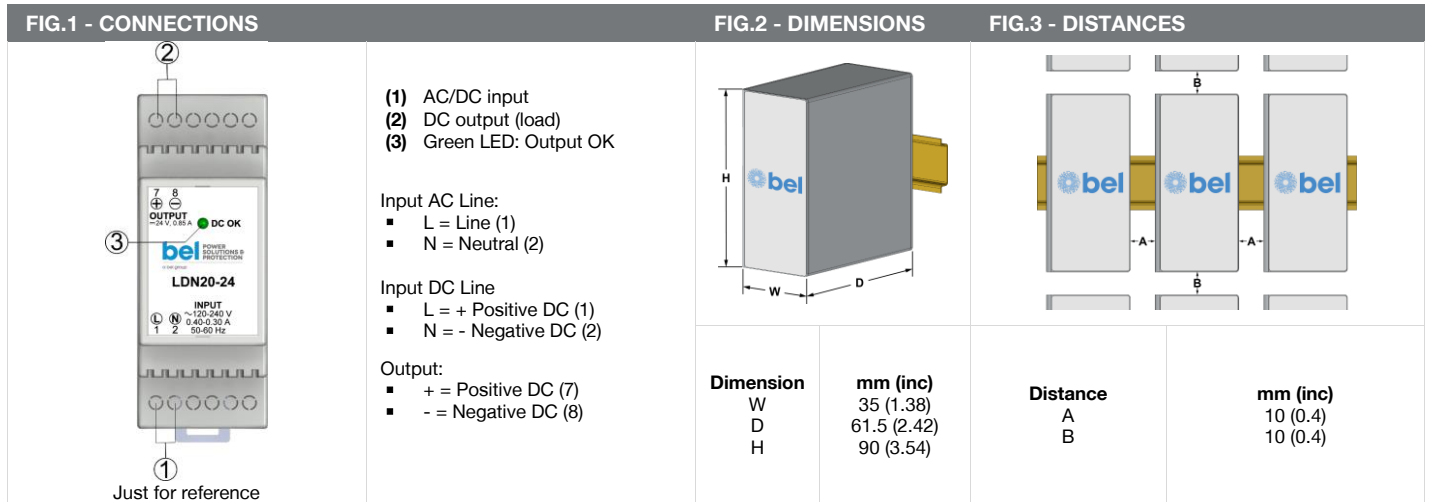 FIG.1 - CONNECTIONS
FIG.2 - DIMENSIONS
FIG.3 - DISTANCES
2
7 8
OUTPUT
24 V, 0.85 A
DC OK
3
bel POWER
SOLUTIONS &
PROTECTION
a bel group
LDN20-24
INPUT
~120-240 V
0.40-0.30 A
50-60 Hz
L N
1 2
1
Just for reference
(1) AC/DC input
(2) DC output (load)
(3) Green LED: Output OK
Input AC Line:
▪ L = Line (1)
▪ N = Neutral (2)
Input DC Line
▪ L = + Positive DC (1)
▪ N = - Negative DC (2)
Output:
▪ + = Positive DC (7)
▪ - = Negative DC (8)
H
bel
W
D
Dimension mm (inc)
W 35 (1.38)
D 61.5 (2.42)
H 90 (3.54)
B
bel bel bel
A A
B
Distance mm (inc)
A 10 (0.4)
B 10 (0.4)